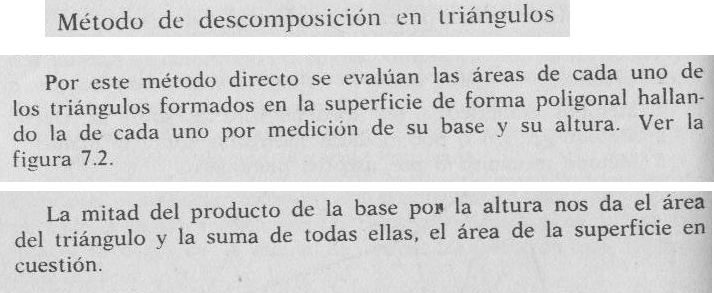 Método de descomposición en triángulos
Por este método directo se evalúan las áreas de cada uno de
los triángulos formados en la superficie de forma poligonal hallan-
do la de cada uno por medición de su base y su altura. Ver la
figura 7.2.
La mitad del producto de la base por la altura nos da el área
del triángulo y la suma de todas ellas, el área de la superficie en
cuestión.